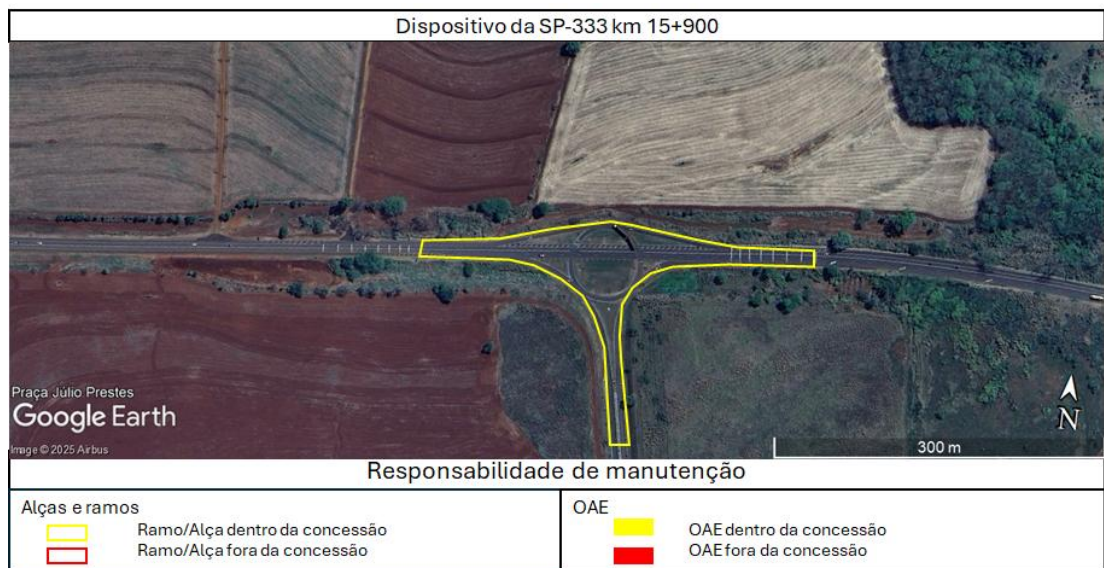 Dispositivo da SP-333 km 15+900
Praça Júlio Prestes
Google Earth
Image © 2025 Airbus
N
300 m
Responsabilidade de manutenção
Alças e ramos
Ramo/Alça dentro da concessão
Ramo/Alça fora da concessão
OAE
OAE dentro da concessão
OAE fora da concessão